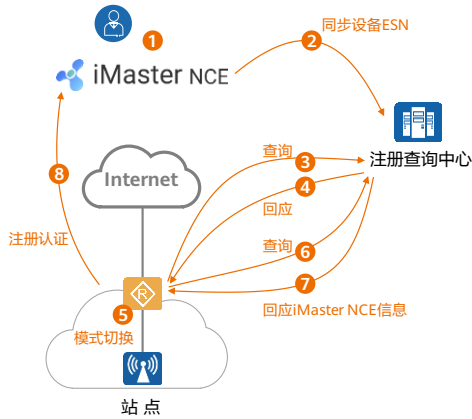 1
2
同步设备ESN
iMaster NCE
注册查询中心
查询
3
4
回应
Internet
8
注册认证
查询
6
7
回应iMaster NCE信息
R
5
模式切换
站点